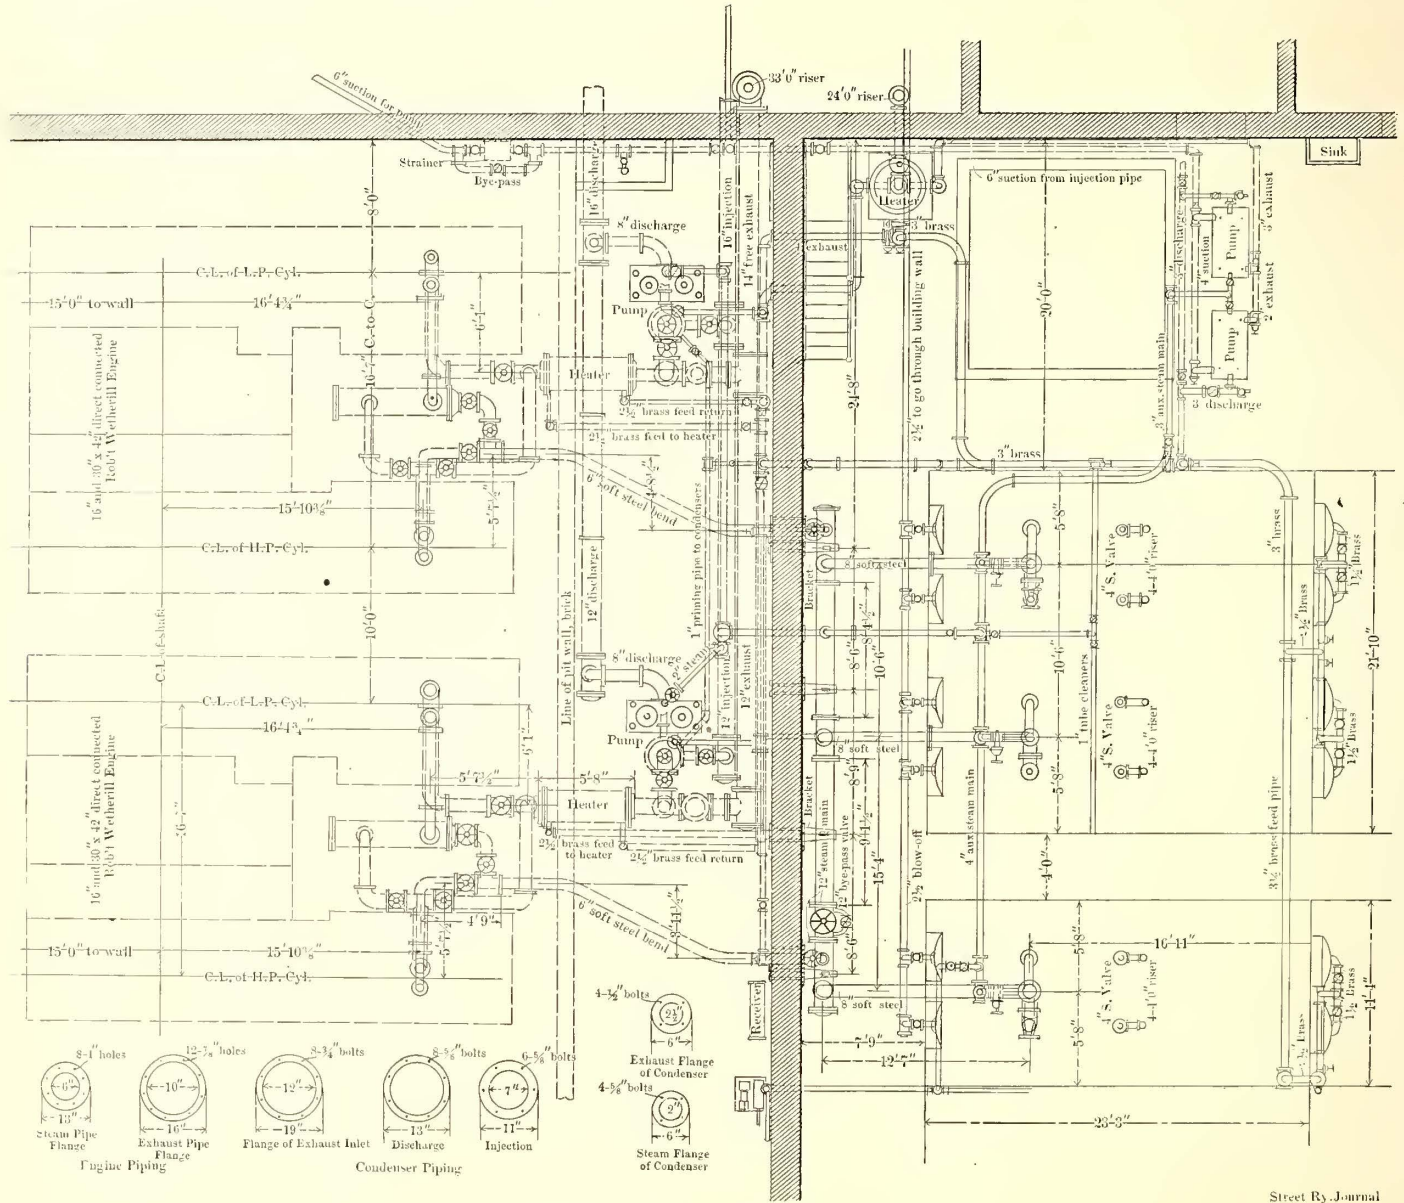 33'0" riser
24'0" riser
6" suction for pump
Strainer
Bye-pass
Sink
16" discharge
8'-0"
8" discharge
16" injection
14" free exhaust
Heater
6" suction from injection pipe
3" brass
exhaust
3" discharge
4" suction
Pump
3" exhaust
2" exhaust
C.L. of L.P. Cyl.
15'0" to wall
16'-4¾"
6'-1"
Pump
20'-0"
2½" to go through building wall
16" and 30" x 42" direct connected
Rob't Wetherill Engine
Heater
24'-8"
3" aux. steam main
Pump
3" discharge
2½" brass feed return
2½" brass feed to heater
3" brass
6" soft steel bend
15'-10⅜"
5'-7½"
C.L. of H.P. Cyl.
8" soft steel
Bracket
5'-8"
3" brass
4" S. Valve
4-4'0" riser
1½" Brass
12" discharge
1" priming pipe to condensers
Line of pit wall, brick
C.L. of shaft
10'-0"
8'-6"
8'-4½"
10'-6"
10'-6"
21'-10"
8" discharge
2" steam
12" injection
12" exhaust
C.L. of L.P. Cyl.
16'-4¾"
6'-1"
Pump
8" soft steel
1" tube cleaners
4" S. Valve
4-4'0" riser
1½" Brass
16" and 30" x 42" direct connected
Rob't Wetherill Engine
5'-7½"
5'-8"
Heater
Bracket
8'-9"
9'-1½"
5'-8"
4" aux. steam main
3½" brass feed pipe
2½" brass feed
to heater
2½" brass feed return
12" steam main
12" bye-pass valve
15'-4"
2½" blow-off
4'-0"
4'9"
6" soft steel bend
8'-6"
15'0" to wall
15'-10⅜"
C.L. of H.P. Cyl.
16'-11"
5'-8"
4" S. Valve
4-4'0" riser
1½" Brass
11'-4"
8" soft steel
5'-8"
Receiver
7'-9"
12'-7"
23'-3"
4-½" bolts
2½"
6"
Exhaust Flange
of Condenser
4-⅝" bolts
2"
6"
Steam Flange
of Condenser
8-1" holes
6"
13"
Steam Pipe
Flange
12-⅞" holes
10"
16"
Exhaust Pipe
Flange
Engine Piping
8-¾" bolts
12"
19"
Flange of Exhaust Inlet
8-⅝" bolts
13"
Discharge
6-⅝" bolts
7"
11"
Injection
Condenser Piping
Street Ry. Journal